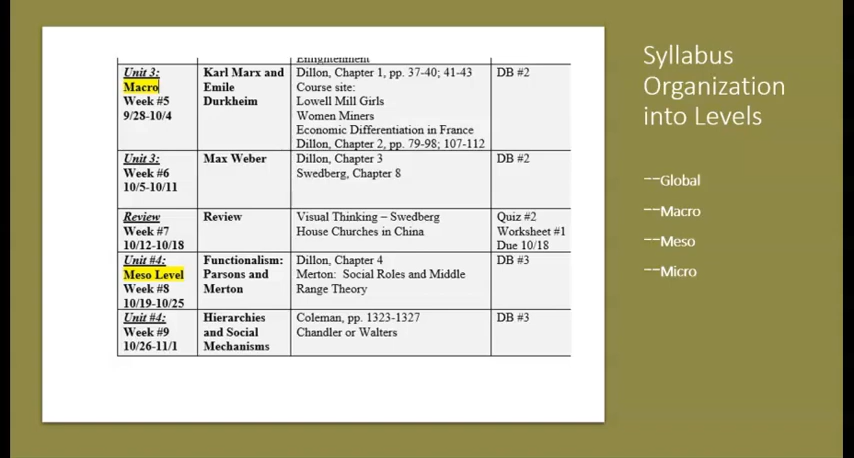 Enlightenment
Unit 3:
Macro
Week #5
9/28-10/4
Karl Marx and
Emile
Durkheim
Dillon, Chapter 1, pp. 37-40; 41-43
Course site:
Lowell Mill Girls
Women Miners
Economic Differentiation in France
Dillon, Chapter 2, pp. 79-98; 107-112
DB #2
Unit 3:
Week #6
10/5-10/11
Max Weber
Dillon, Chapter 3
Swedberg, Chapter 8
DB #2
Review
Week #7
10/12-10/18
Review
Visual Thinking – Swedberg
House Churches in China
Quiz #2
Worksheet #1
Due 10/18
Unit #4:
Meso Level
Week #8
10/19-10/25
Functionalism:
Parsons and
Merton
Dillon, Chapter 4
Merton: Social Roles and Middle
Range Theory
DB #3
Unit #4:
Week #9
10/26-11/1
Hierarchies
and Social
Mechanisms
Coleman, pp. 1323-1327
Chandler or Walters
DB #3
Syllabus
Organization
into Levels
--Global
--Macro
--Meso
--Micro